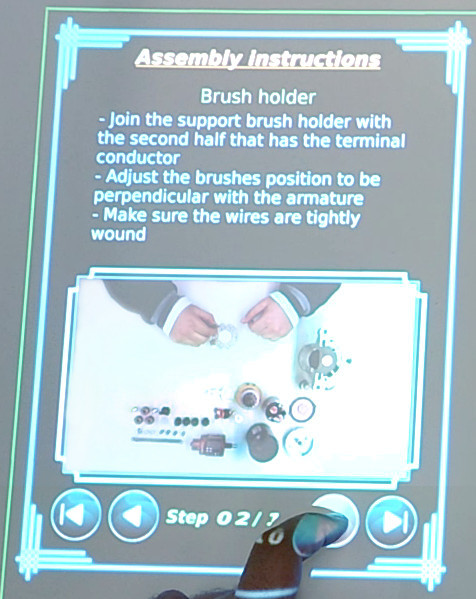 Assembly Instructions
Brush holder
- Join the support brush holder with
the second half that has the terminal
conductor
- Adjust the brushes position to be
perpendicular with the armature
- Make sure the wires are tightly
wound
Step 02/